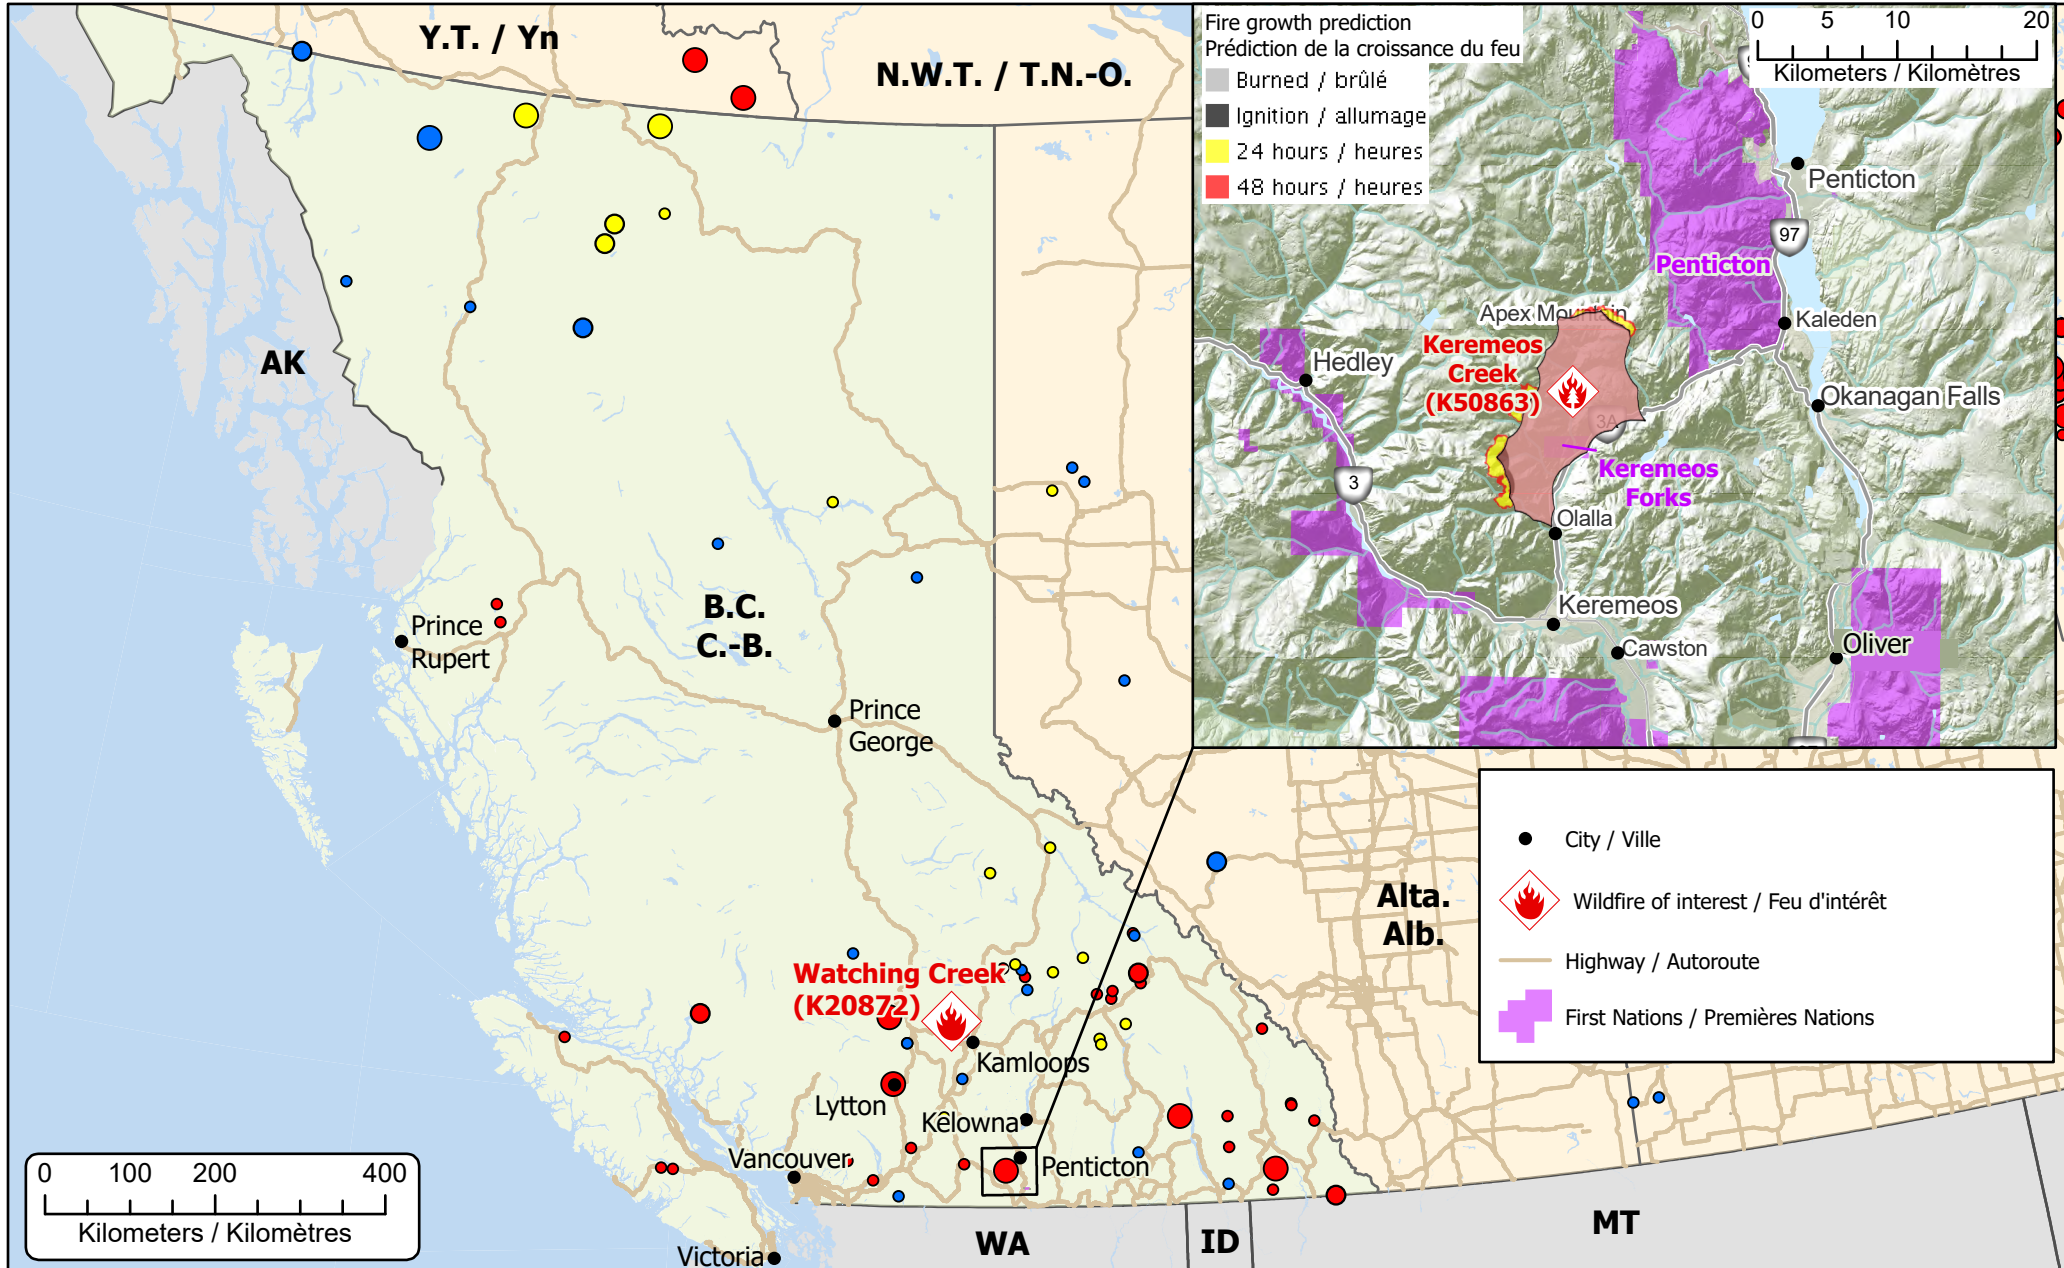 Y.T. / Yn
N.W.T. / T.N.-O.
AK
B.C.
C.-B.
Prince
Rupert
Prince
George
Watching Creek
(K20872)
Kamloops
Lytton
Kelowna
Vancouver
Penticton
Victoria
WA
ID
MT
Alta.
Alb.
0 100 200 400
Kilometers / Kilomètres
Fire growth prediction
Prédiction de la croissance du feu
Burned / brûlé
Ignition / allumage
24 hours / heures
48 hours / heures
0 5 10 20
Kilometers / Kilomètres
Penticton
97
Penticton
Apex Mountain
Kaleden
Keremeos
Creek
(K50863)
Hedley
Okanagan Falls
3A
Keremeos
Forks
3
Olalla
Keremeos
Cawston
Oliver
City / Ville
Wildfire of interest / Feu d'intérêt
Highway / Autoroute
First Nations / Premières Nations